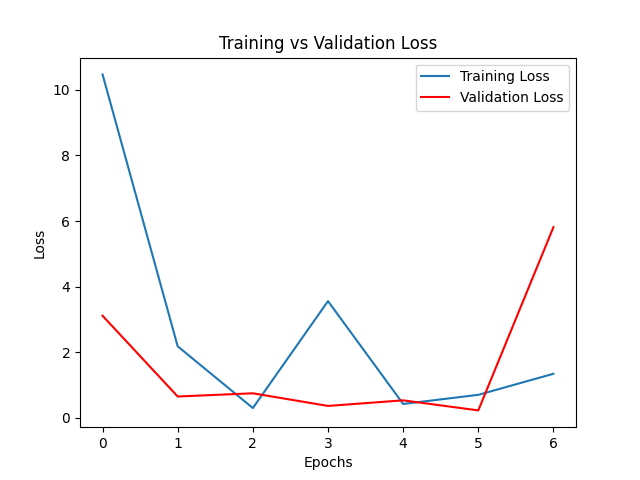 Training vs Validation Loss
Training Loss
Validation Loss
10
8
6
4
2
0
Loss
0 1 2 3 4 5 6
Epochs